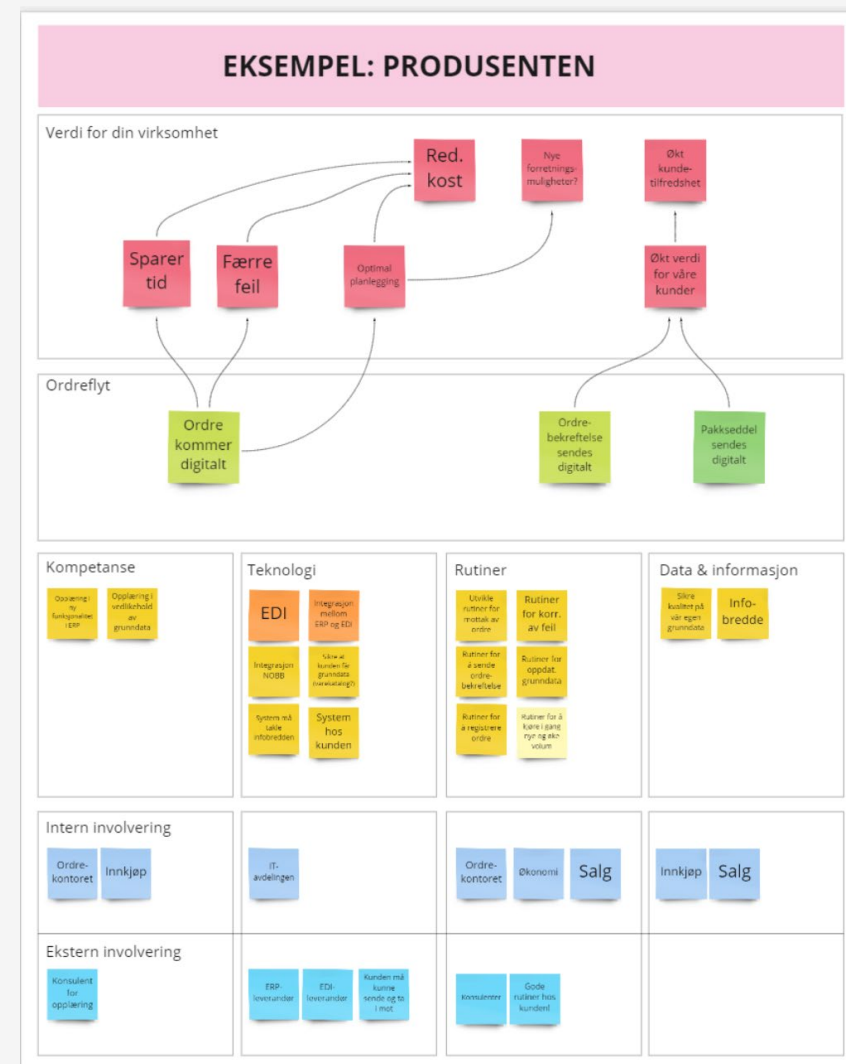 EKSEMPEL: PRODUSENTEN
Verdi for din virksomhet
Red.
kost
Nye
forretnings-
muligheter?
Økt
kunde-
tilfredshet
Sparer
tid
Færre
feil
Optimal
planlegging
Økt verdi
for våre
kunder
Ordreflyt
Ordre
kommer
digitalt
Ordre-
bekreftelse
sendes
digitalt
Pakkseddel
sendes
digitalt
Kompetanse
Opplæring i
ny
funksjonalitet
i ERP
Opplæring i
vedlikehold
av
grunndata
Teknologi
EDI
Integrasjon
mellom
ERP og EDI
Integrasjon
NOBB
Sikre at
kunden får
grunndata
(varekatalog?)
System må
takle
infobredden
System
hos
kunden
Rutiner
Utvikle
rutiner for
mottak av
ordre
Rutiner
for korr.
av feil
Rutiner for
å sende
ordre-
bekreftelse
Rutiner for
oppdat.
grunndata
Rutiner for
å registrere
ordre
Rutiner for å
kjøre i gang
nye og øke
volum
Data & informasjon
Sikre
kvalitet på
vår egen
grunndata
Info-
bredde
Intern involvering
Ordre-
kontoret
Innkjøp
IT-
avdelingen
Ordre-
kontoret
Økonomi
Salg
Innkjøp
Salg
Ekstern involvering
Konsulent
for
opplæring
ERP-
leverandør
EDI-
leverandør
Kunden må
kunne
sende og ta
i mot
Konsulenter
Gode
rutiner hos
kunden!